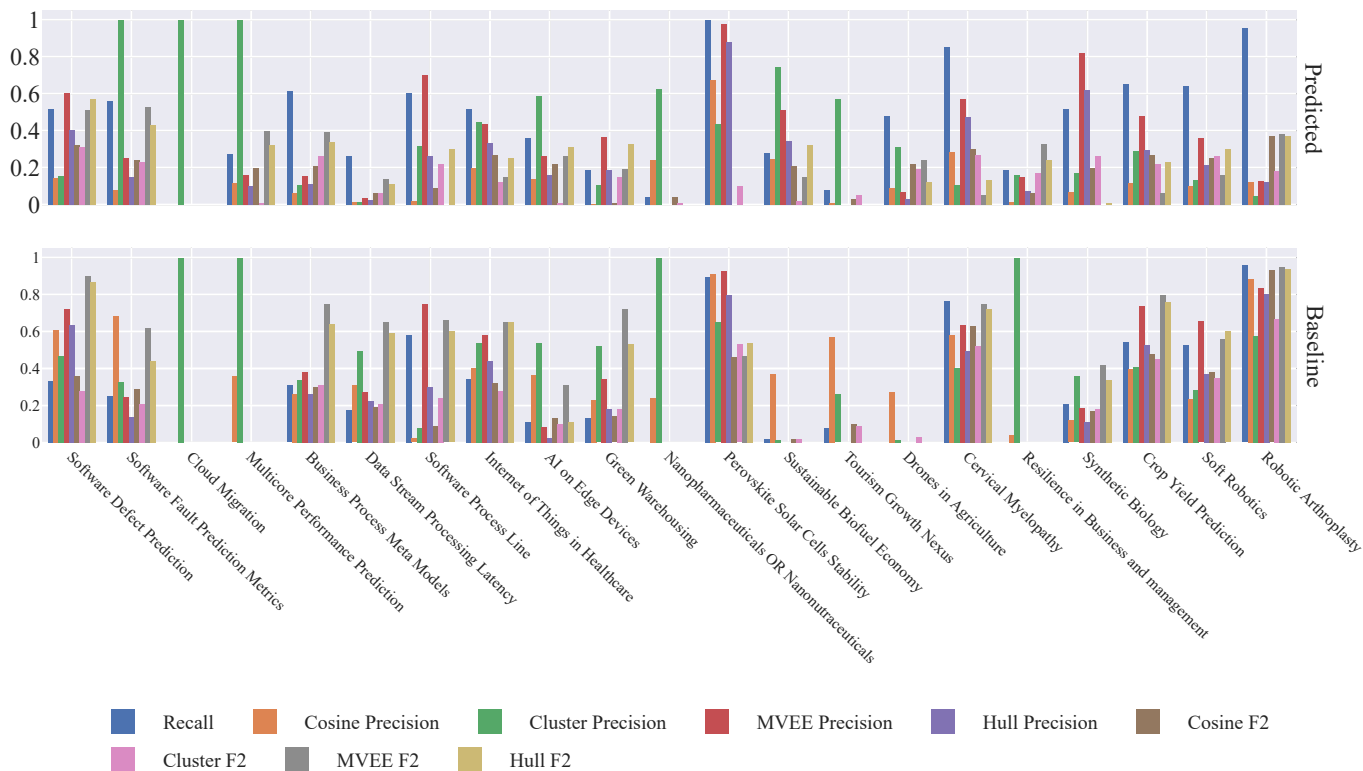 1
0.8
0.6
0.4
0.2
0
Predicted
1
0.8
0.6
0.4
0.2
0
Baseline
Software Defect Prediction
Software Fault Prediction Metrics
Cloud Migration
Multicore Performance Prediction
Business Process Meta Models
Data Stream Processing Latency
Software Process Line
Internet of Things in Healthcare
AI on Edge Devices
Green Warehousing
Nanopharmaceuticals OR Nanonutraceuticals
Perovskite Solar Cells Stability
Sustainable Biofuel Economy
Tourism Growth Nexus
Drones in Agriculture
Cervical Myelopathy
Resilience in Business and management
Synthetic Biology
Crop Yield Prediction
Soft Robotics
Robotic Arthroplasty
Recall Cosine Precision Cluster Precision MVEE Precision Hull Precision Cosine F2
Cluster F2 MVEE F2 Hull F2